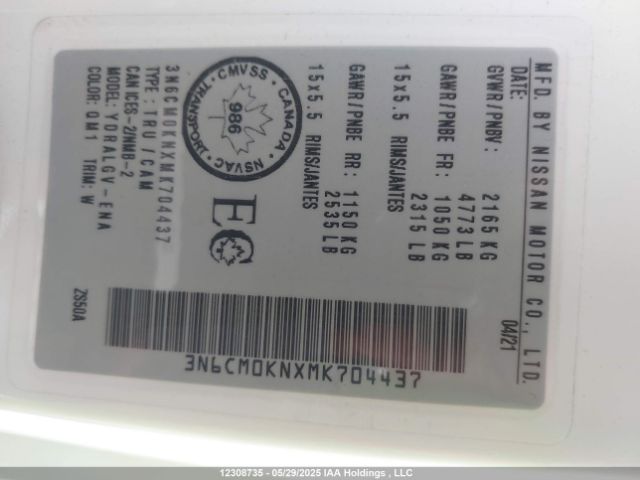 MFD. BY NISSAN MOTOR CO., LTD.
DATE: 04/21
GVWR/PNBV: 2165 KG
4773 LB
GAWR/PNBE FR: 1050 KG
2315 LB
15x5.5 RIMS/JANTES
GAWR/PNBE RR: 1150 KG
2535 LB
15x5.5 RIMS/JANTES
CMVSS · CANADA · NSVAC · TRANSPORT ·
986
EC
3N6CM0KNXMK704437
TYPE: TRU/CAM
CAN ICES-2/NMB-2
MODEL: YDRALGV-ENA
COLOR: QM1 TRIM: W
ZS50A
3N6CM0KNXMK704437
12308735 - 05/29/2025 IAA Holdings , LLC